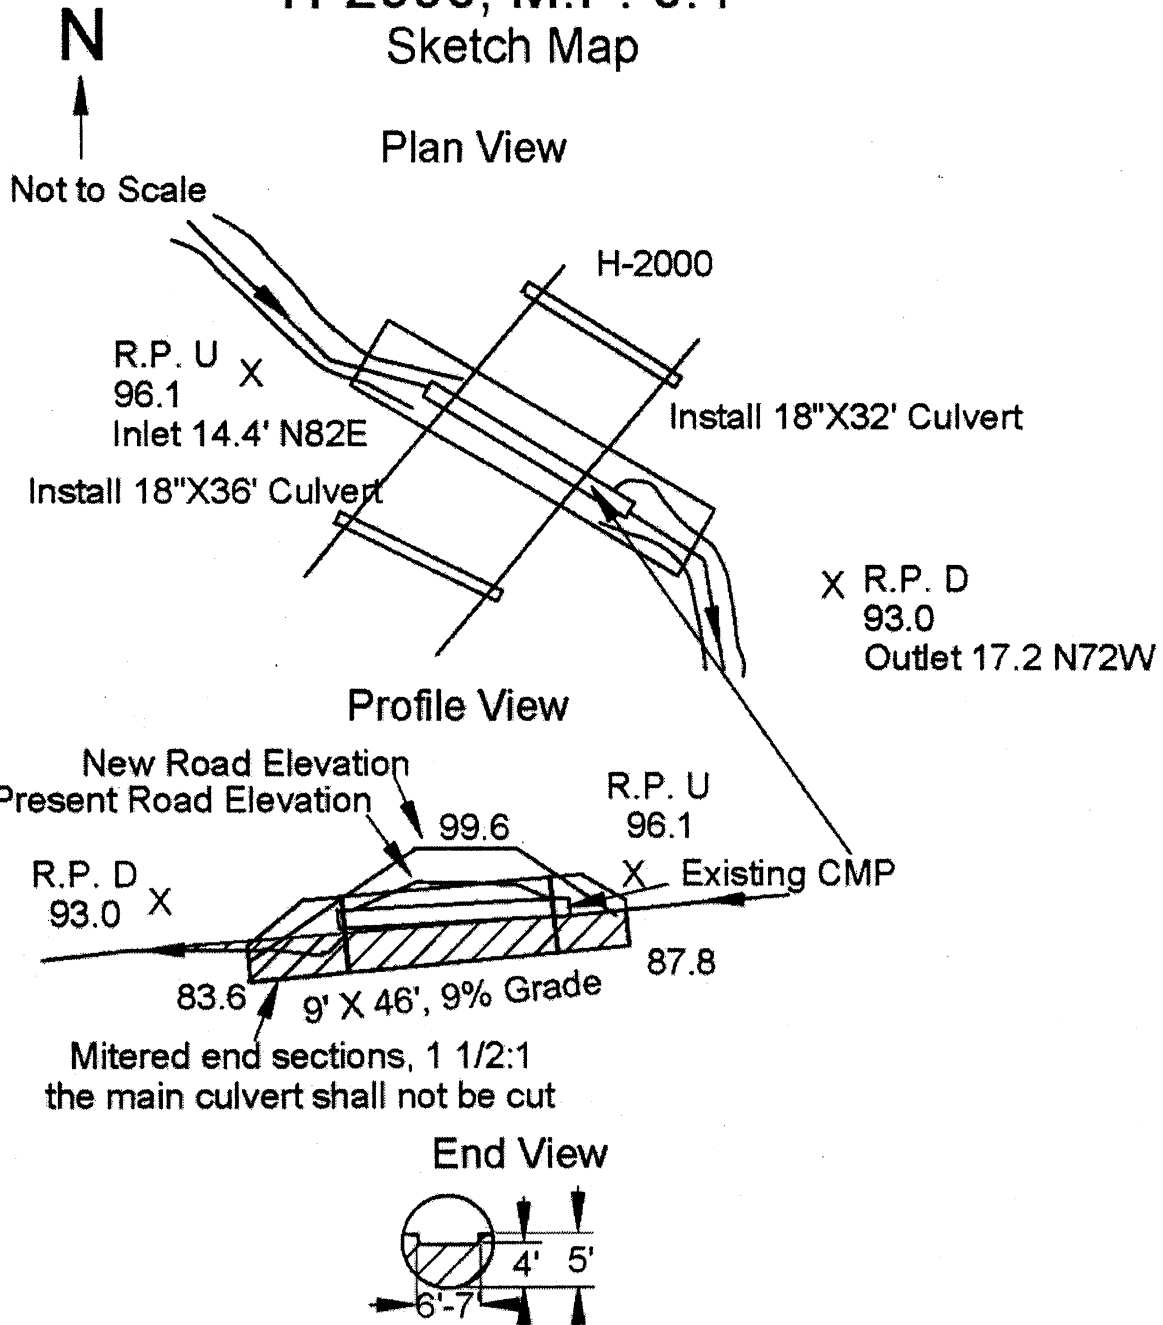 N
Sketch Map
Plan View
Not to Scale
H-2000
R.P. U X
96.1
Inlet 14.4' N82E
Install 18"X32' Culvert
Install 18"X36' Culvert
X R.P. D
93.0
Outlet 17.2 N72W
Profile View
New Road Elevation
Present Road Elevation
99.6
R.P. U
96.1
X
Existing CMP
R.P. D
93.0 X
83.6
9' X 46', 9% Grade
87.8
Mitered end sections, 1 1/2:1
the main culvert shall not be cut
End View
4' 5'
6'-7'